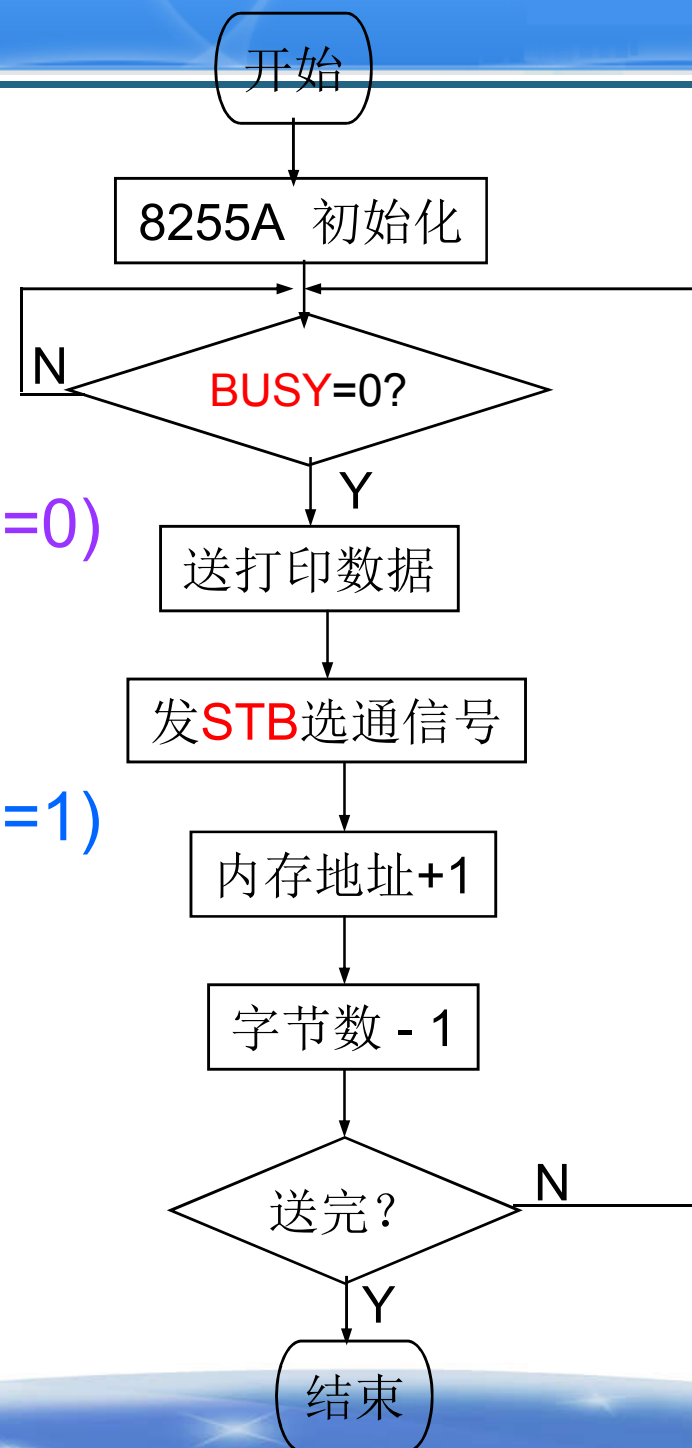 开始
8255A 初始化
N
BUSY=0?
Y
=0)
送打印数据
发STB选通信号
=1)
内存地址+1
字节数 - 1
送完?
N
Y
结束